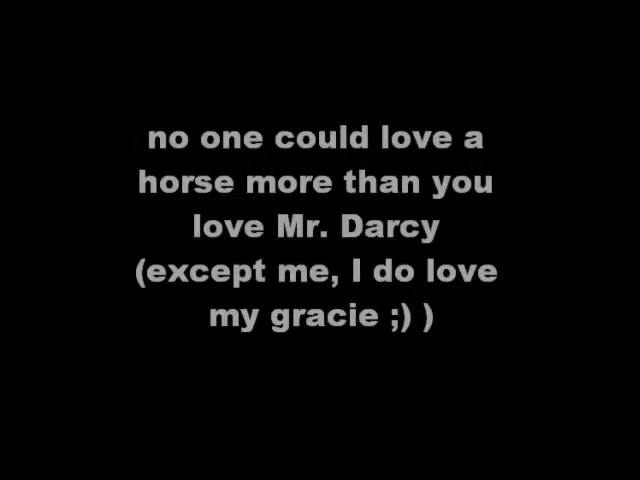 no one could love a
horse more than you
love Mr. Darcy
(except me, I do love
my gracie ;) )